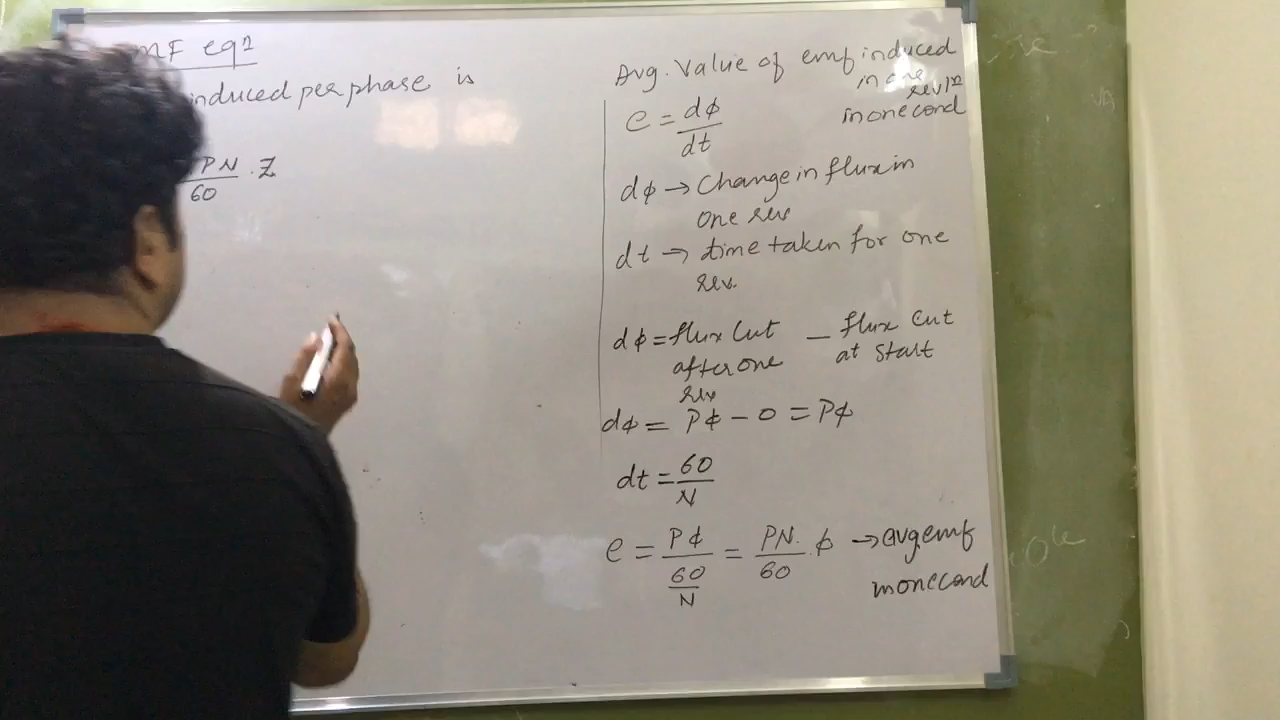 MF eqn
induced per phase is
PN/60 . Z
Avg. Value of emf induced
in one rev in
in one cond
e = dϕ/dt
dϕ → Change in flux in
one rev
dt → time taken for one
rev.
dϕ = flux Cut after one rev — flux Cut at Start
dϕ = Pϕ - 0 = Pϕ
dt = 60/N
e = Pϕ/(60/N) = PN/60 . ϕ → avg emf
in one cond